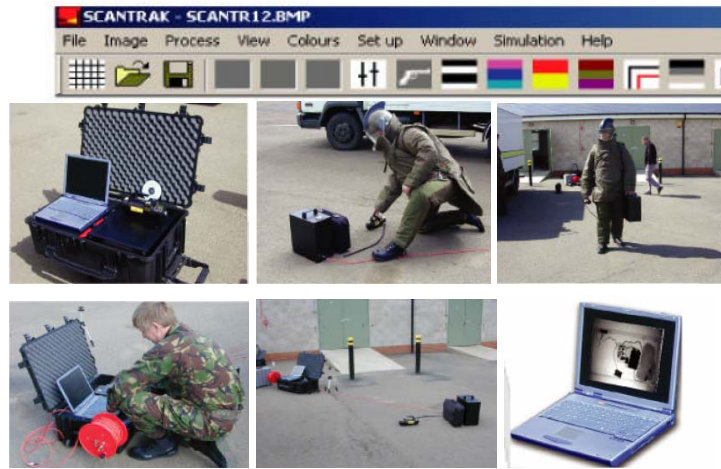 SCANTRAK - SCANTR12.BMP
File Image Process View Colours Set up Window Simulation Help